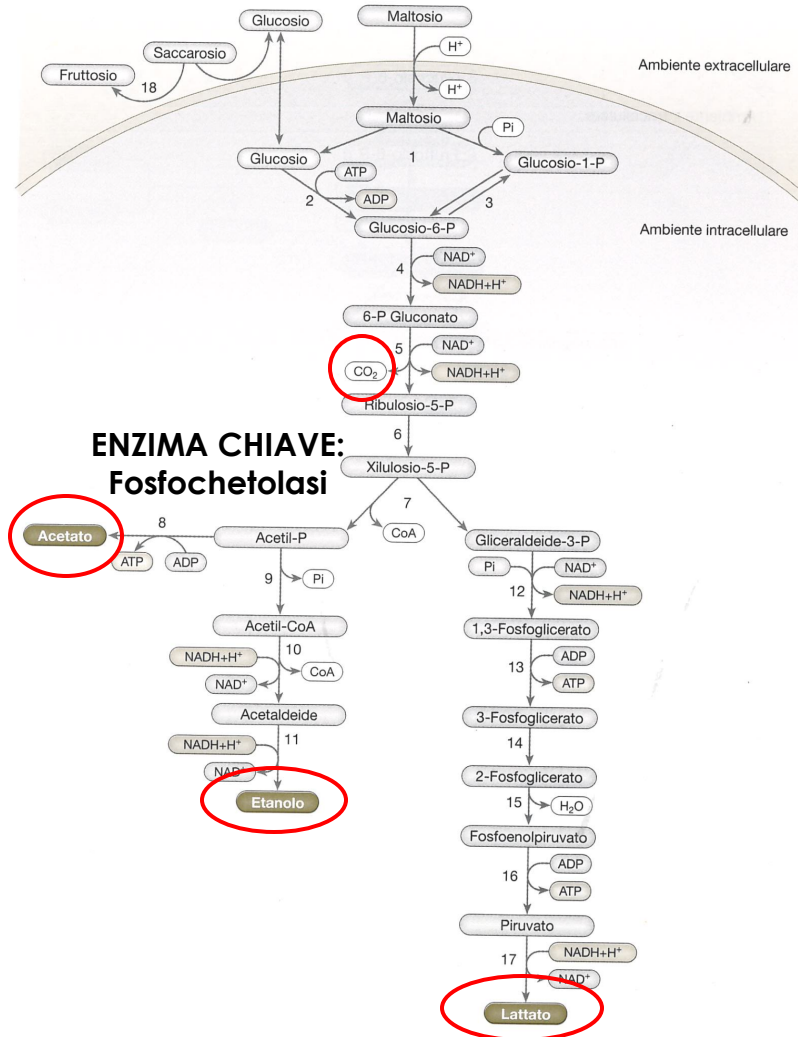 Glucosio
Maltosio
Saccarosio
H⁺
Fruttosio
18
H⁺
Ambiente extracellulare
Maltosio
Pi
Glucosio
1
Glucosio-1-P
ATP
2
ADP
3
Glucosio-6-P
Ambiente intracellulare
4
NAD⁺
NADH+H⁺
6-P Gluconato
5
NAD⁺
CO₂
NADH+H⁺
Ribulosio-5-P
6
ENZIMA CHIAVE:
Fosfochetolasi
Xilulosio-5-P
7
CoA
Acetato
8
ATP
ADP
Acetil-P
Gliceraldeide-3-P
9
Pi
Pi
NAD⁺
12
NADH+H⁺
Acetil-CoA
1,3-Fosfoglicerato
10
NADH+H⁺
CoA
NAD⁺
13
ADP
ATP
Acetaldeide
3-Fosfoglicerato
11
NADH+H⁺
NAD⁺
14
Etanolo
2-Fosfoglicerato
15
H₂O
Fosfoenolpiruvato
16
ADP
ATP
Piruvato
17
NADH+H⁺
NAD⁺
Lattato